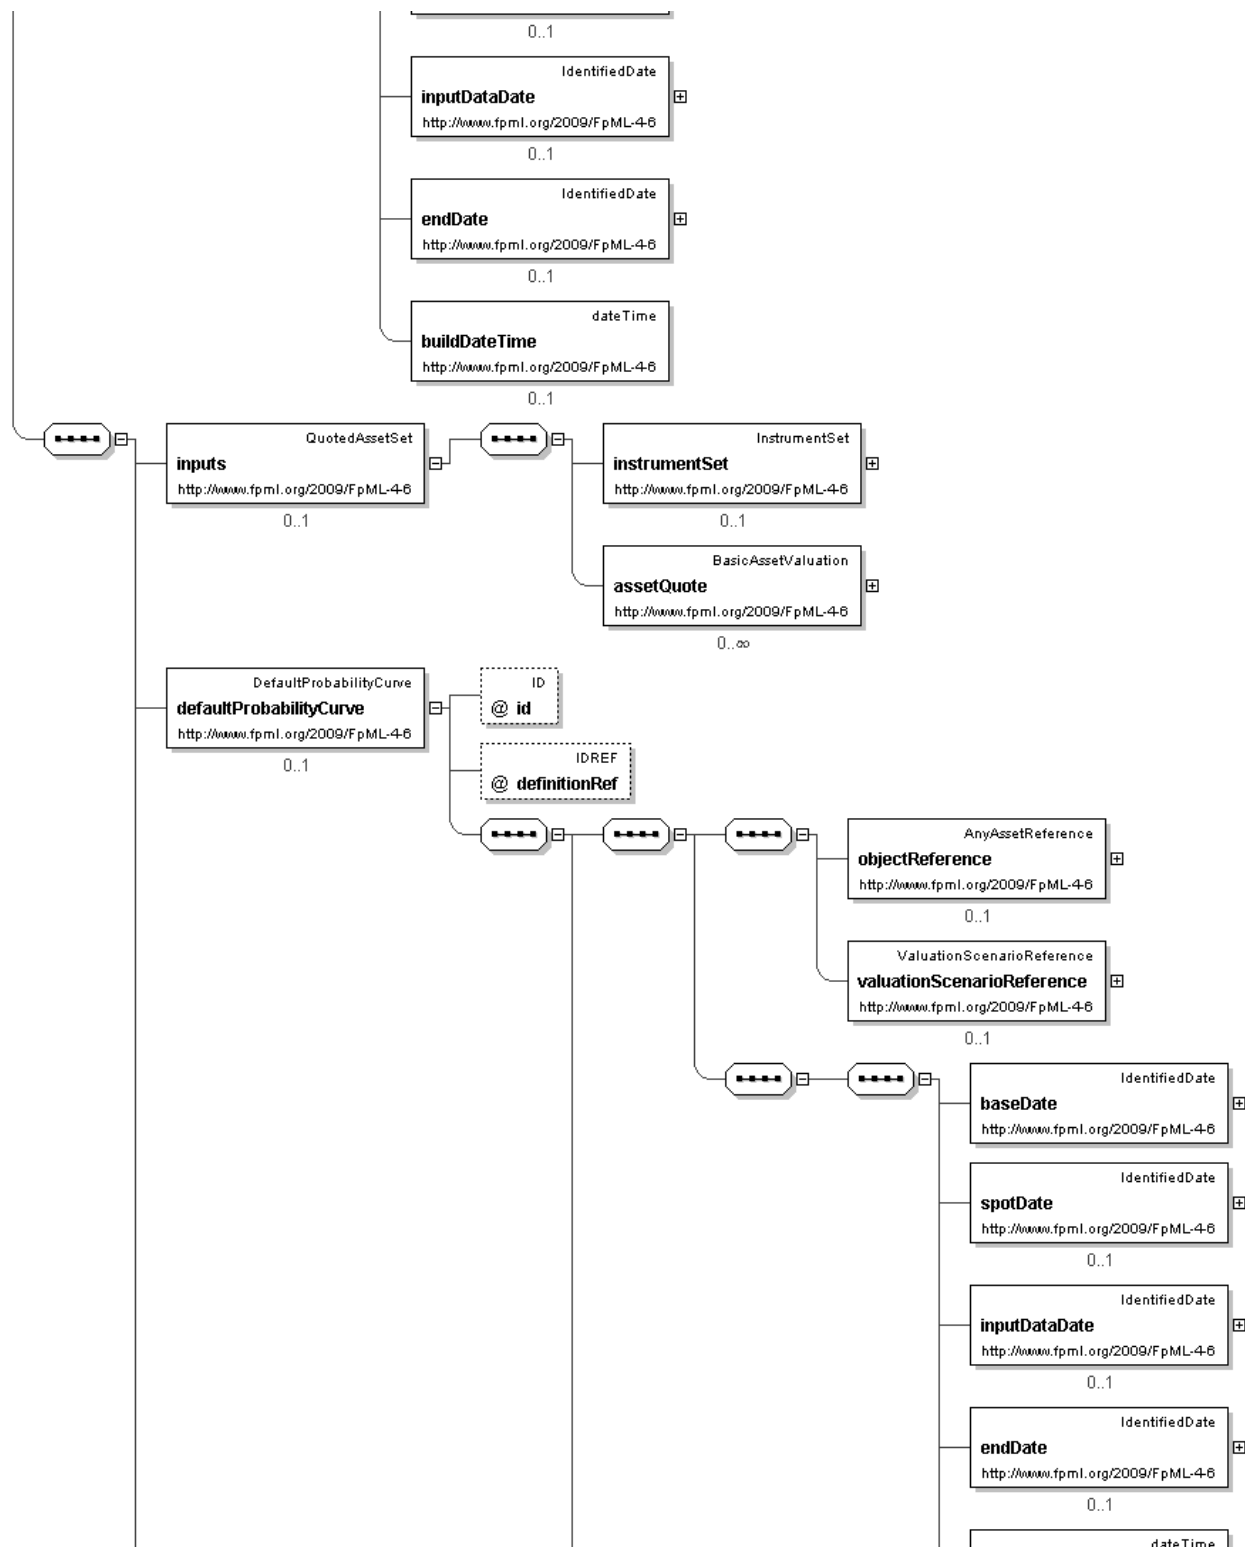 0..1
IdentifiedDate
inputDataDate
http://www.fpml.org/2009/FpML-4-6
0..1
IdentifiedDate
endDate
http://www.fpml.org/2009/FpML-4-6
0..1
dateTime
buildDateTime
http://www.fpml.org/2009/FpML-4-6
0..1
QuotedAssetSet
inputs
http://www.fpml.org/2009/FpML-4-6
0..1
InstrumentSet
instrumentSet
http://www.fpml.org/2009/FpML-4-6
0..1
BasicAssetValuation
assetQuote
http://www.fpml.org/2009/FpML-4-6
0..∞
DefaultProbabilityCurve
defaultProbabilityCurve
http://www.fpml.org/2009/FpML-4-6
0..1
ID
@ id
IDREF
@ definitionRef
AnyAssetReference
objectReference
http://www.fpml.org/2009/FpML-4-6
0..1
ValuationScenarioReference
valuationScenarioReference
http://www.fpml.org/2009/FpML-4-6
0..1
IdentifiedDate
baseDate
http://www.fpml.org/2009/FpML-4-6
IdentifiedDate
spotDate
http://www.fpml.org/2009/FpML-4-6
0..1
IdentifiedDate
inputDataDate
http://www.fpml.org/2009/FpML-4-6
0..1
IdentifiedDate
endDate
http://www.fpml.org/2009/FpML-4-6
0..1
dateTime